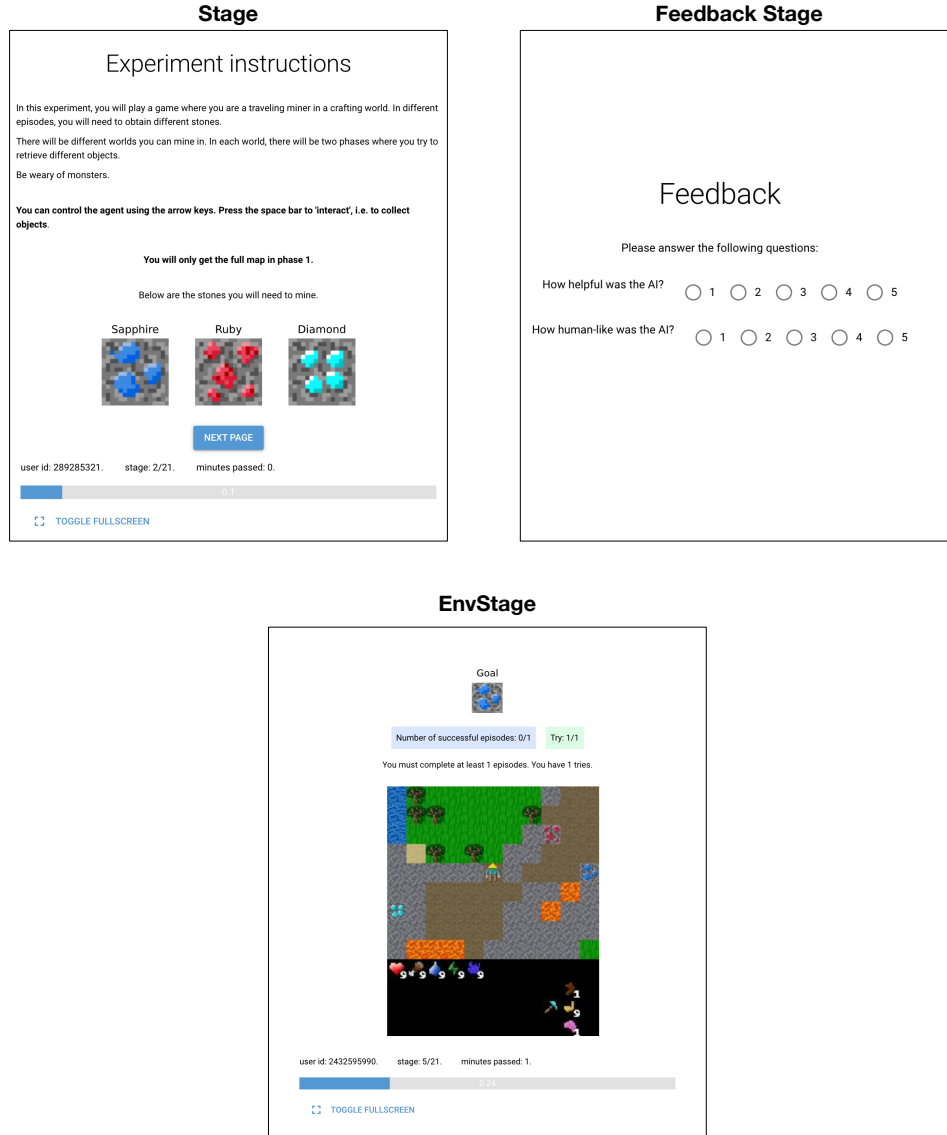 Stage
Experiment instructions
In this experiment, you will play a game where you are a traveling miner in a crafting world. In different
episodes, you will need to obtain different stones.
There will be different worlds you can mine in. In each world, there will be two phases where you try to
retrieve different objects.
Be weary of monsters.
You can control the agent using the arrow keys. Press the space bar to 'interact', i.e. to collect
objects.
You will only get the full map in phase 1.
Below are the stones you will need to mine.
Sapphire Ruby Diamond
NEXT PAGE
user id: 289285321. stage: 2/21. minutes passed: 0.
0.1
TOGGLE FULLSCREEN
Feedback Stage
Feedback
Please answer the following questions:
How helpful was the AI? 1 2 3 4 5
How human-like was the AI? 1 2 3 4 5
EnvStage
Goal
Number of successful episodes: 0/1 Try: 1/1
You must complete at least 1 episodes. You have 1 tries.
9 9 9 9 9
1
9
1
user id: 2432595990. stage: 5/21. minutes passed: 1.
0.24
TOGGLE FULLSCREEN